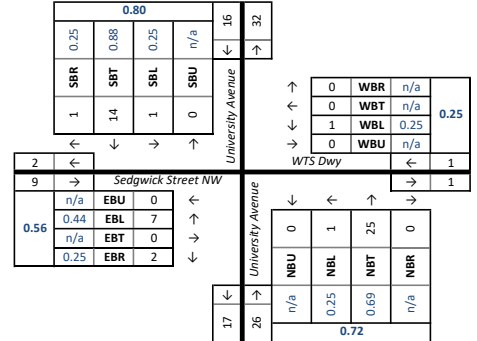 0.80
0.25 0.88 0.25 n/a
SBR SBT SBL SBU
1 14 1 0
← ↓ → ↑
16 32
↓ ↑
University Avenue
↑ 0 WBR n/a
← 0 WBT n/a
↓ 1 WBL 0.25
→ 0 WBU n/a
0.25
2 ←
WTS Dwy
← 1
9 →
Sedgwick Street NW
→ 1
0.56
n/a EBU 0 ←
0.44 EBL 7 ↑
n/a EBT 0 →
0.25 EBR 2 ↓
University Avenue
↓ ← ↑ →
0 1 25 0
NBU NBL NBT NBR
n/a 0.25 0.69 n/a
0.72
↓ ↑
17 26